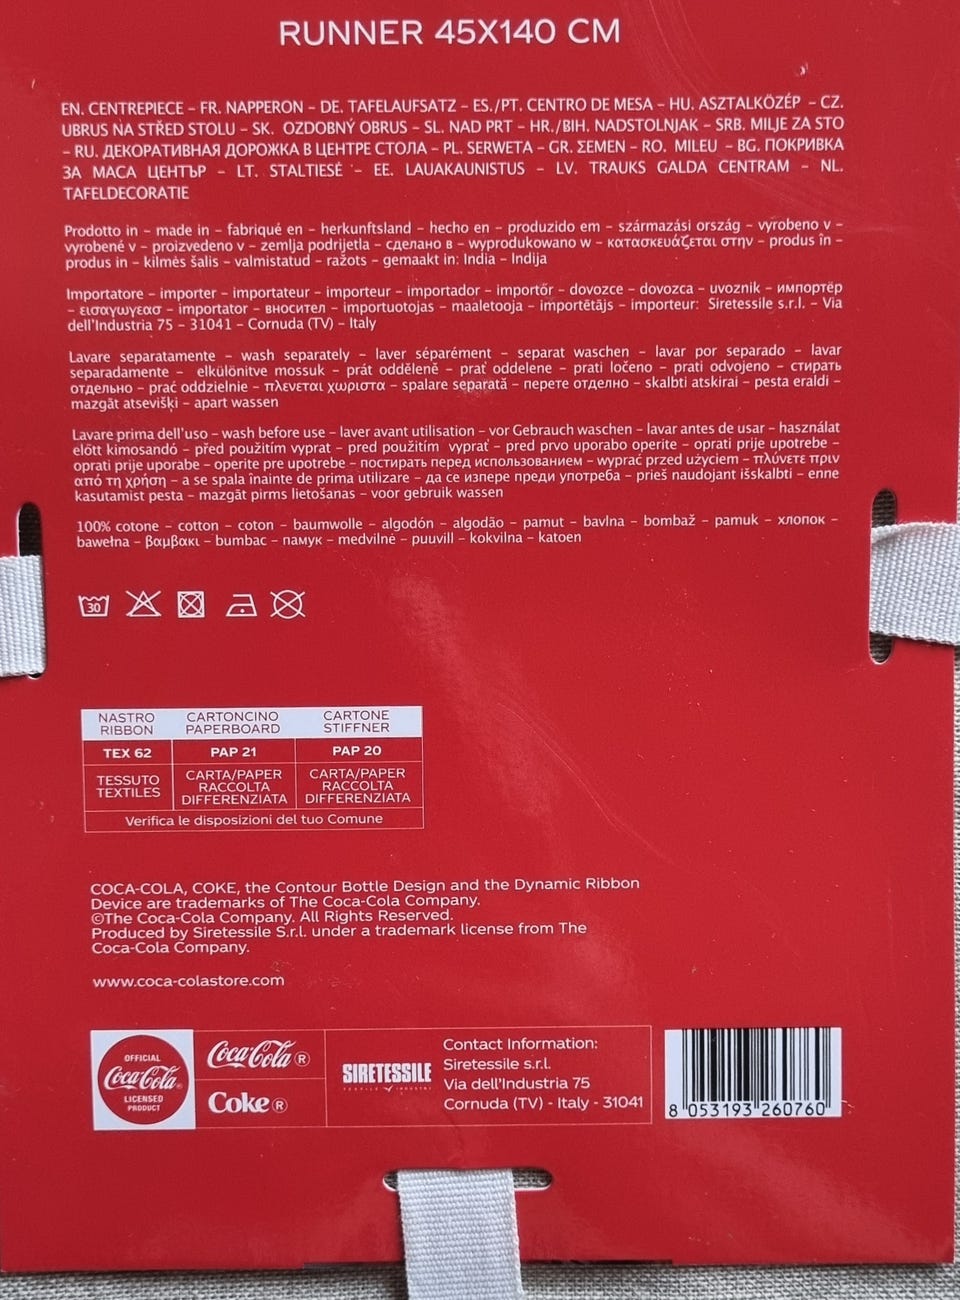 RUNNER 45X140 CM
EN. CENTREPIECE – FR. NAPPERON – DE. TAFELAUFSATZ – ES./PT. CENTRO DE MESA – HU. ASZTALKÖZÉP – CZ.
UBRUS NA STŘED STOLU – SK. OZDOBNÝ OBRUS – SL. NAD PRT – HR./BIH. NADSTOLNJAK – SRB. MILJE ZA STO
– RU. ДЕКОРАТИВНАЯ ДОРОЖКА В ЦЕНТРЕ СТОЛА – PL. SERWETA – GR. ΣΕΜΕΝ – RO. MILEU – BG. ПОКРИВКА
ЗА МАСА ЦЕНТЪР – LT. STALTIESĖ – EE. LAUAKAUNISTUS – LV. TRAUKS GALDA CENTRAM – NL.
TAFELDECORATIE
Prodotto in – made in – fabriqué en – herkunftsland – hecho en – produzido em – származási ország – vyrobeno v –
vyrobené v – proizvedeno v – zemlja podrijetla – сделано в – wyprodukowano w – κατασκευάζεται στην – produs în –
produs in – kilmės šalis – valmistatud – ražots – gemaakt in: India – Indija
Importatore – importer – importateur – importeur – importador – importőr – dovozce – dovozca – uvoznik – импортёр
– εισαγωγεασ – importator – вносител – importuotojas – maaletooja – importētājs – importeur: Siretessile s.r.l. – Via
dell'Industria 75 – 31041 – Cornuda (TV) – Italy
Lavare separatamente – wash separately – laver séparément – separat waschen – lavar por separado – lavar
separadamente – elkülönitve mossuk – prát odděleně – prať oddelene – prati ločeno – prati odvojeno – стирать
отдельно – prać oddzielnie – πλενεται χωριστα – spalare separată – перете отделно – skalbti atskirai – pesta eraldi –
mazgāt atsevišķi – apart wassen
Lavare prima dell'uso – wash before use – laver avant utilisation – vor Gebrauch waschen – lavar antes de usar – használat
előtt kimosandó – před použitím vyprat – pred použitím vyprať – pred prvo uporabo operite – oprati prije upotrebe –
oprati prije uporabe – operite pre upotrebe – постирать перед использованием – wyprać przed użyciem – πλύνετε πριν
από τη χρήση – a se spala înainte de prima utilizare – да се изпере преди употреба – prieš naudojant išskalbti – enne
kasutamist pesta – mazgāt pirms lietošanas – voor gebruik wassen
100% cotone – cotton – coton – baumwolle – algodón – algodão – pamut – bavlna – bombaž – pamuk – хлопок –
bawełna – βαμβακι – bumbac – памук – medvilnė – puuvill – kokvilna – katoen
30
NASTRO CARTONCINO CARTONE
RIBBON PAPERBOARD STIFFNER
TEX 62 PAP 21 PAP 20
TESSUTO CARTA/PAPER CARTA/PAPER
TEXTILES RACCOLTA RACCOLTA
DIFFERENZIATA DIFFERENZIATA
Verifica le disposizioni del tuo Comune
COCA-COLA, COKE, the Contour Bottle Design and the Dynamic Ribbon
Device are trademarks of The Coca-Cola Company.
©The Coca-Cola Company. All Rights Reserved.
Produced by Siretessile S.r.l. under a trademark license from The
Coca-Cola Company.
www.coca-colastore.com
OFFICIAL
Coca-Cola®
LICENSED
PRODUCT
Coca-Cola®
Coke®
SIRETESSILE
Contact Information:
Siretessile s.r.l.
Via dell'Industria 75
Cornuda (TV) - Italy - 31041
8 053193 260760